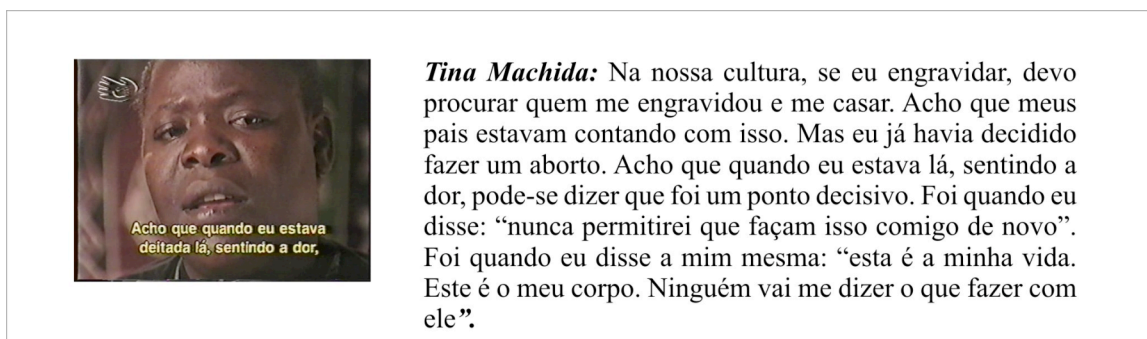 Acho que quando eu estava
deitada lá, sentindo a dor,
Tina Machida: Na nossa cultura, se eu engravidar, devo
procurar quem me engravidou e me casar. Acho que meus
pais estavam contando com isso. Mas eu já havia decidido
fazer um aborto. Acho que quando eu estava lá, sentindo a
dor, pode-se dizer que foi um ponto decisivo. Foi quando eu
disse: “nunca permitirei que façam isso comigo de novo”.
Foi quando eu disse a mim mesma: “esta é a minha vida.
Este é o meu corpo. Ninguém vai me dizer o que fazer com
ele”.